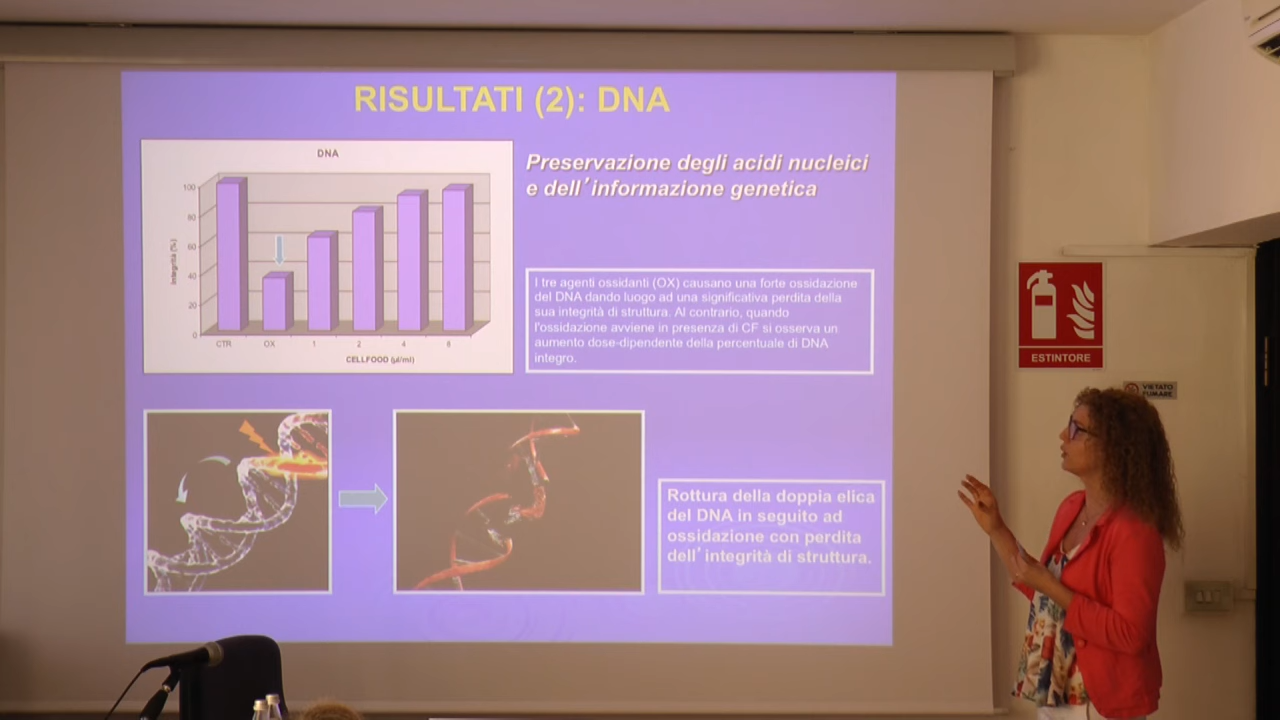 RISULTATI (2): DNA
DNA
Preservazione degli acidi nucleici
e dell'informazione genetica
Integrità (%)
100
80
60
40
20
0
CTR OX 1 2 4 8
CELLFOOD (µl/ml)
I tre agenti ossidanti (OX) causano una forte ossidazione
del DNA dando luogo ad una significativa perdita della
sua integrità di struttura. Al contrario, quando
l'ossidazione avviene in presenza di CF si osserva un
aumento dose-dipendente della percentuale di DNA
integro.
Rottura della doppia elica
del DNA in seguito ad
ossidazione con perdita
dell'integrità di struttura.
ESTINTORE
VIETATO
FUMARE